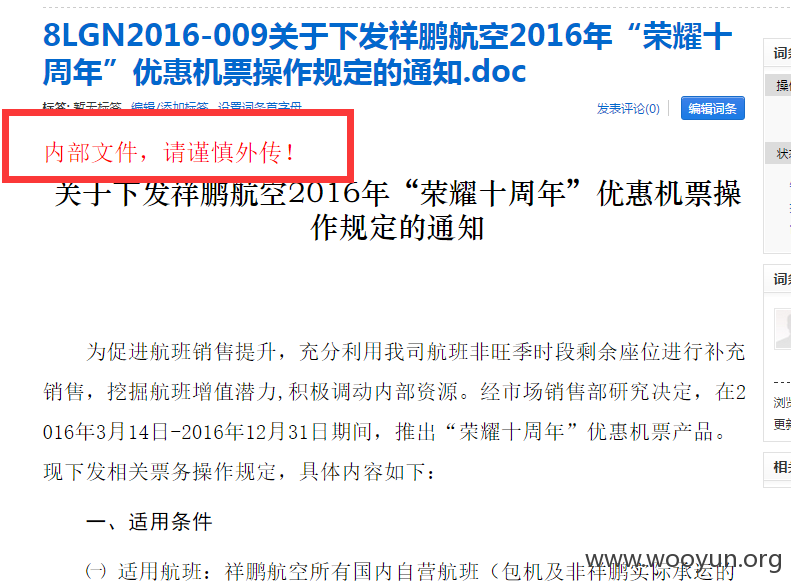 8LGN2016-009关于下发祥鹏航空2016年“荣耀十
周年”优惠机票操作规定的通知.doc
标签: 暂无标签 编辑/添加标签 设置词条首字母
发表评论(0)
编辑词条
内部文件，请谨慎外传！
关于下发祥鹏航空2016年“荣耀十周年”优惠机票操
作规定的通知
为促进航班销售提升，充分利用我司航班非旺季时段剩余座位进行补充
销售，挖掘航班增值潜力,积极调动内部资源。经市场销售部研究决定，在2
016年3月14日-2016年12月31日期间，推出“荣耀十周年”优惠机票产品。
现下发相关票务操作规定，具体内容如下：
一、适用条件
㈠ 适用航班：祥鹏航空所有国内自营航班（包机及非祥鹏实际承运的
www.wooyun.org
词条
操作
状态
词条
浏览
更新
相关